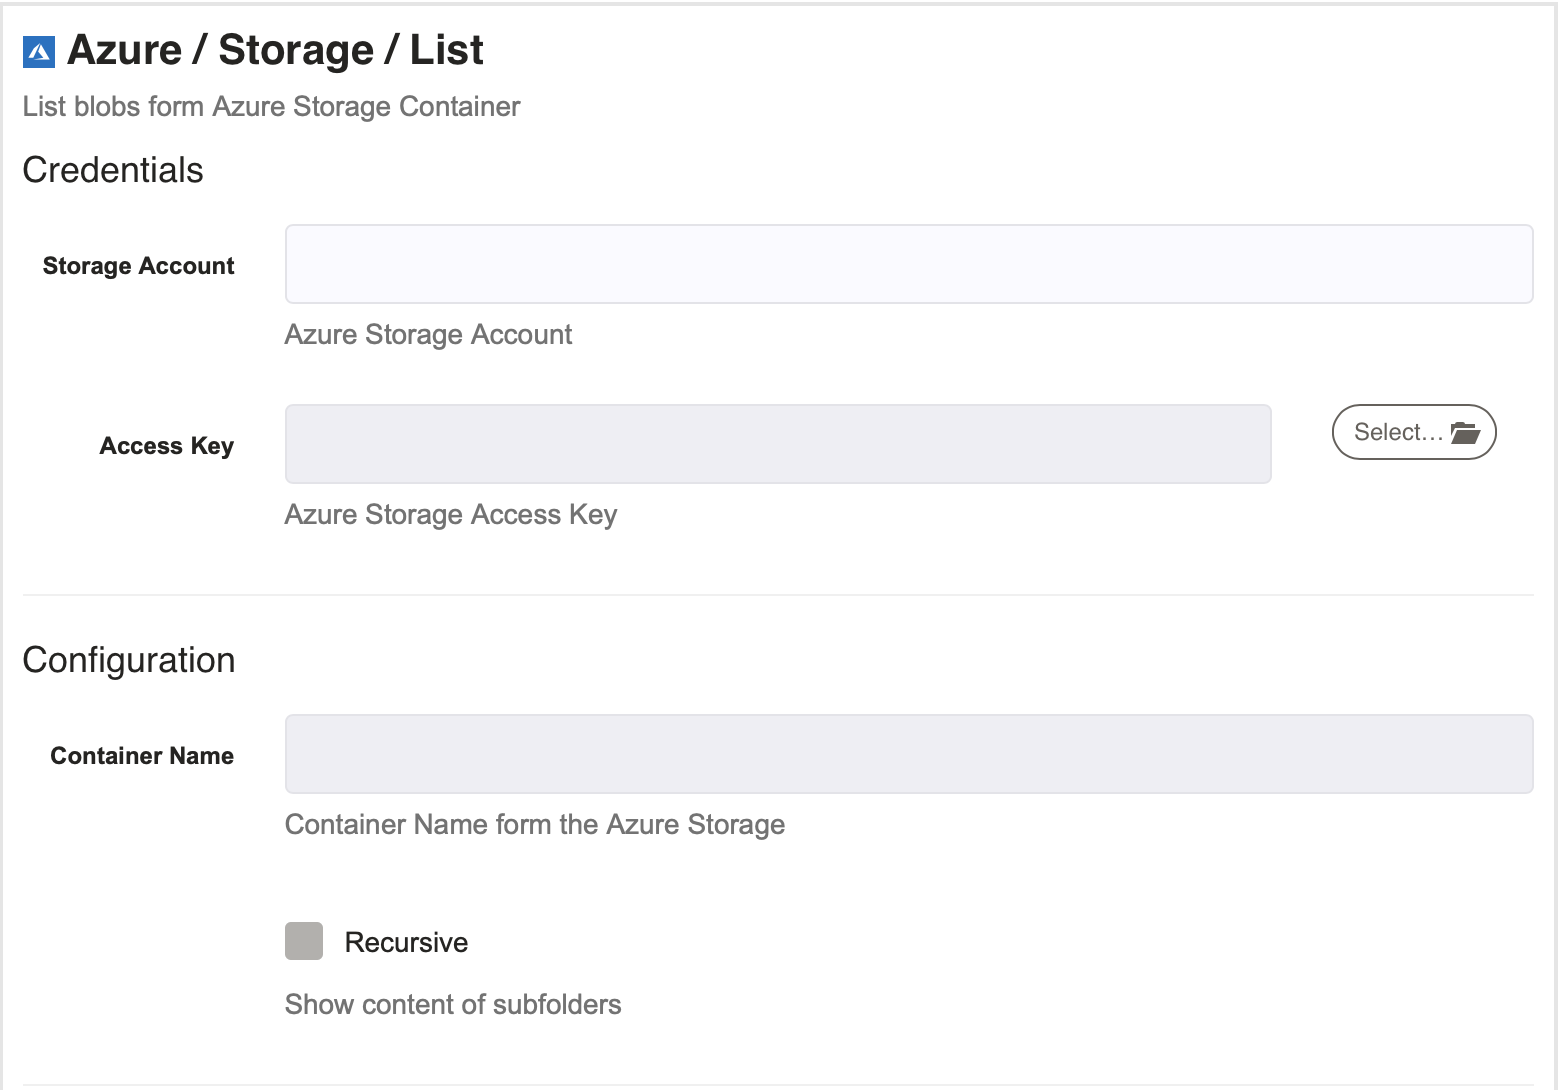 Azure / Storage / List
List blobs form Azure Storage Container
Credentials
Storage Account
Azure Storage Account
Access Key
Select...
Azure Storage Access Key
Configuration
Container Name
Container Name form the Azure Storage
Recursive
Show content of subfolders